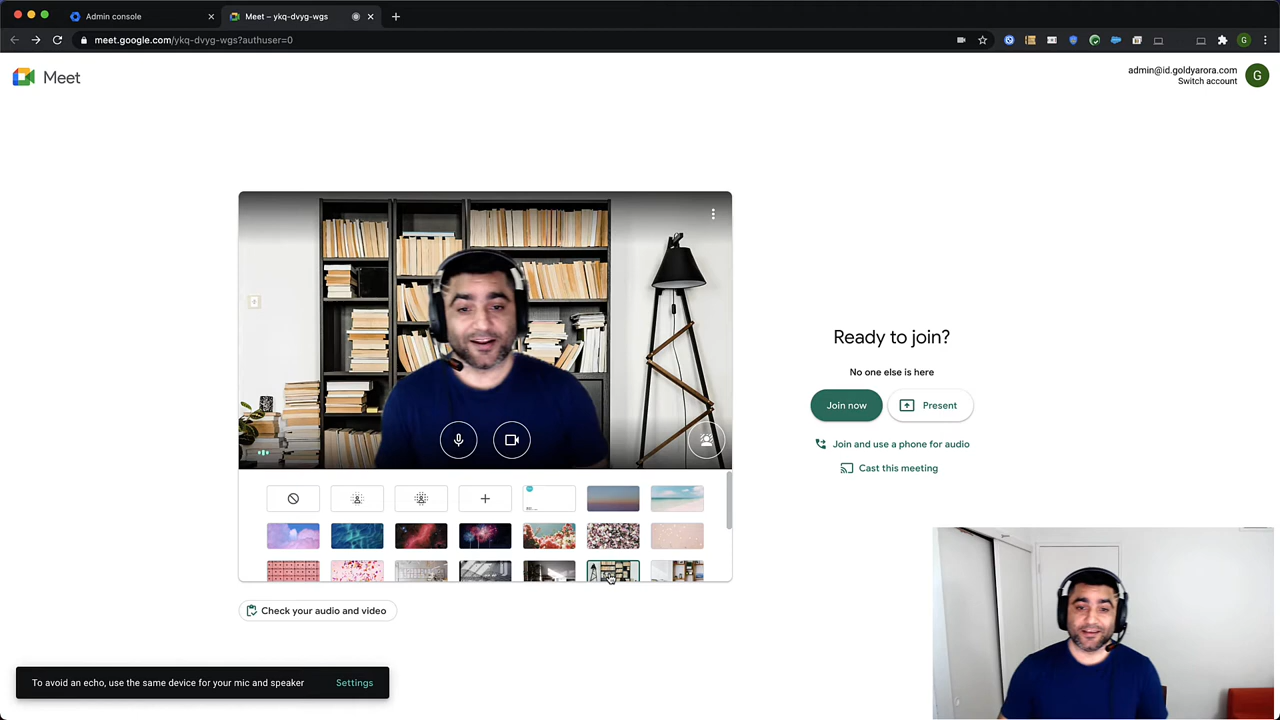 Admin console
Meet – ykq-dvyg-wgs
meet.google.com/ykq-dvyg-wgs?authuser=0
G
Meet
admin@id.goldyarora.com
Switch account
G
Ready to join?
No one else is here
Join now
Present
Join and use a phone for audio
Cast this meeting
Check your audio and video
To avoid an echo, use the same device for your mic and speaker
Settings